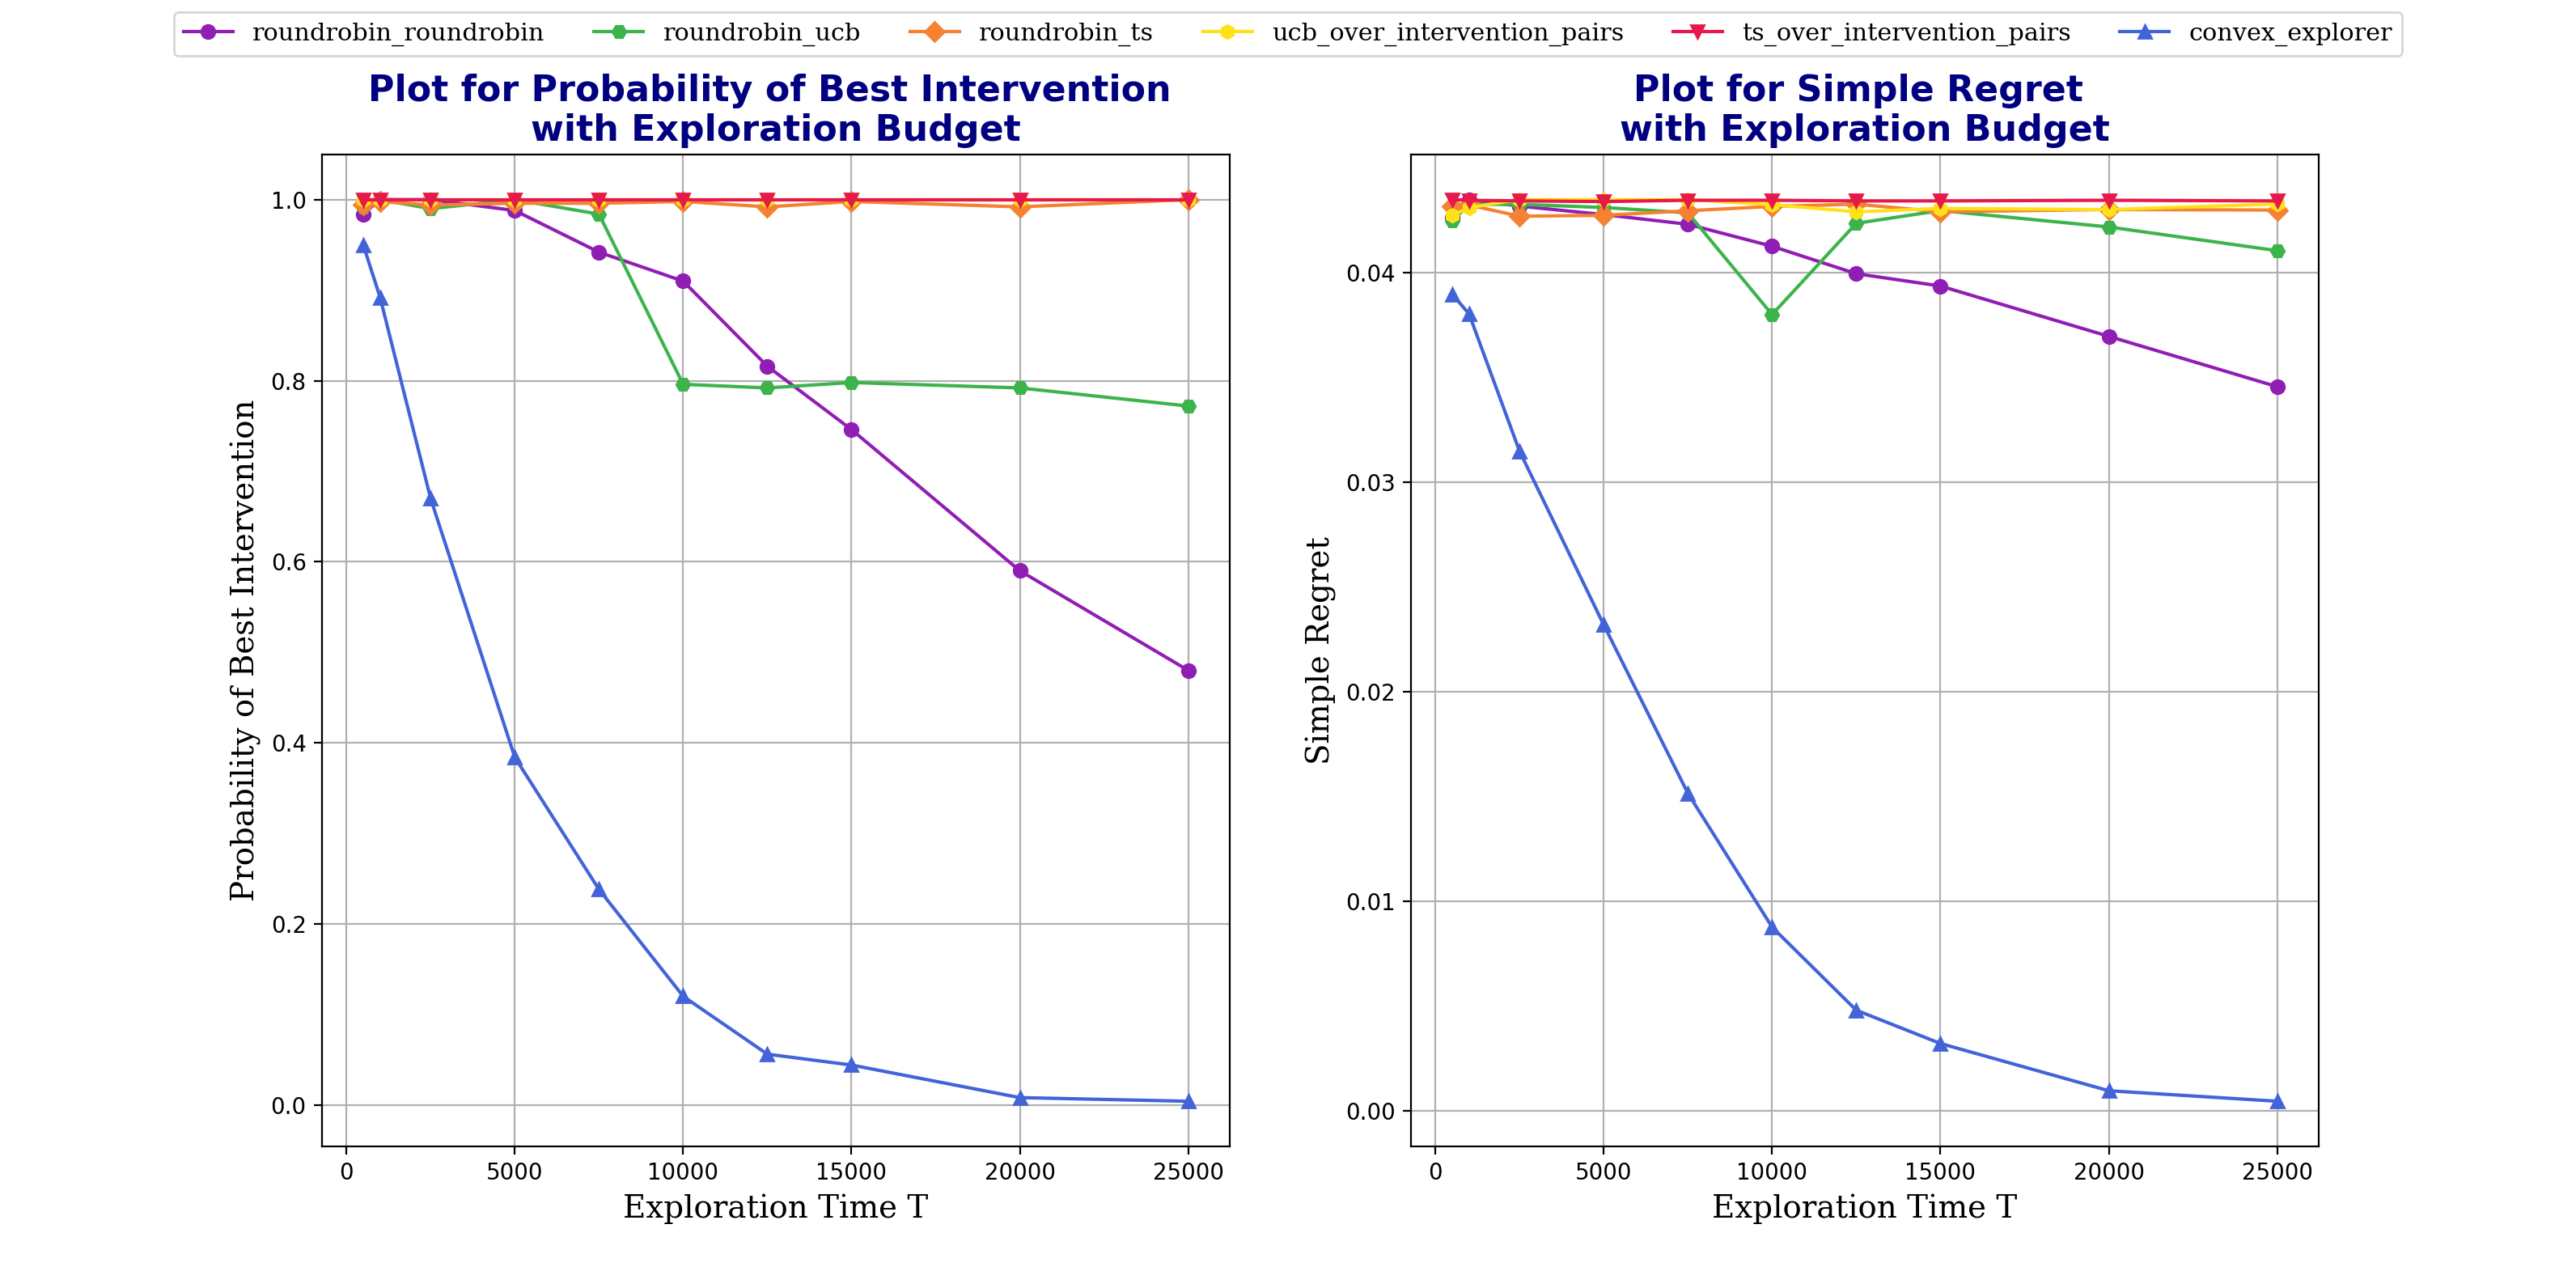 roundrobin_roundrobin roundrobin_ucb roundrobin_ts ucb_over_intervention_pairs ts_over_intervention_pairs convex_explorer
Plot for Probability of Best Intervention
with Exploration Budget
Probability of Best Intervention
1.0
0.8
0.6
0.4
0.2
0.0
0 5000 10000 15000 20000 25000
Exploration Time T
Plot for Simple Regret
with Exploration Budget
Simple Regret
0.04
0.03
0.02
0.01
0.00
0 5000 10000 15000 20000 25000
Exploration Time T